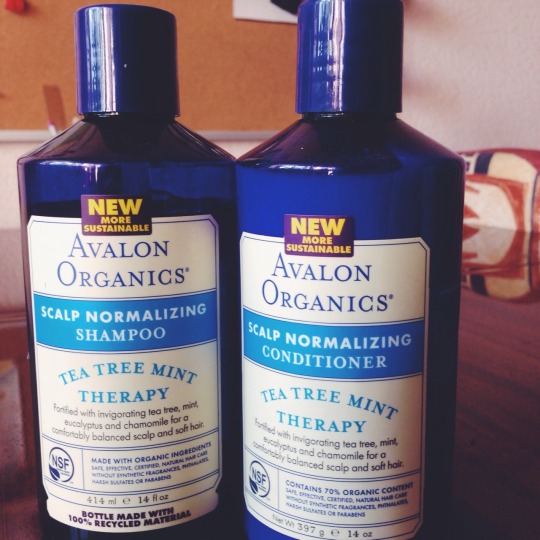 NEW
MORE
SUSTAINABLE
AVALON
ORGANICS®
SCALP NORMALIZING
SHAMPOO
TEA TREE MINT
THERAPY
Fortified with invigorating tea tree, mint,
eucalyptus and chamomile for a
comfortably balanced scalp and soft hair.
NSF
MADE WITH ORGANIC INGREDIENTS
SAFE, EFFECTIVE, CERTIFIED, NATURAL HAIR CARE
WITHOUT SYNTHETIC FRAGRANCES, PHTHALATES,
HARSH SULFATES OR PARABENS
414 ml e 14 fl oz
BOTTLE MADE WITH
100% RECYCLED MATERIAL
NEW
MORE
SUSTAINABLE
AVALON
ORGANICS®
SCALP NORMALIZING
CONDITIONER
TEA TREE MINT
THERAPY
Fortified with invigorating tea tree, mint,
eucalyptus and chamomile for a
comfortably balanced scalp and soft hair.
NSF
CONTAINS 70% ORGANIC CONTENT
SAFE, EFFECTIVE, CERTIFIED, NATURAL HAIR CARE
WITHOUT SYNTHETIC FRAGRANCES, PHTHALATES,
HARSH SULFATES OR PARABENS
Net Wt 397 g e 14 oz